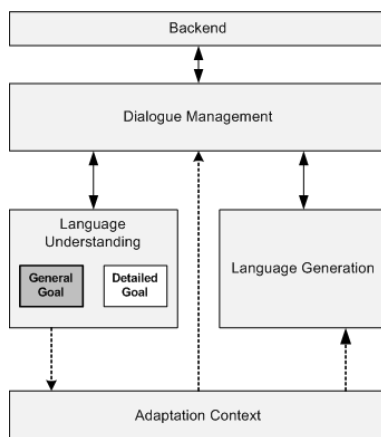 Backend
Dialogue Management
Language
Understanding
General
Goal
Detailed
Goal
Language Generation
Adaptation Context